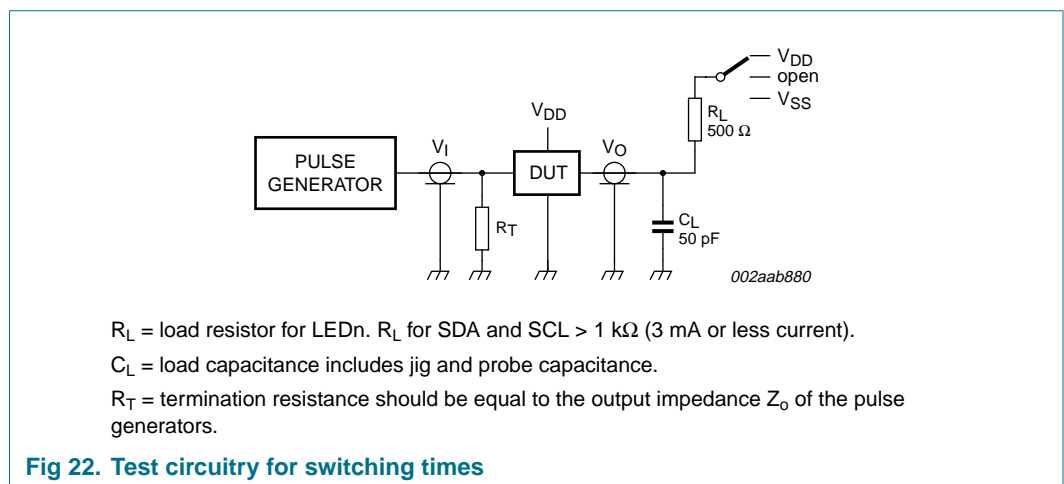 V_DD
open
V_SS
R_L
500 Ω
V_DD
V_I
V_O
PULSE
GENERATOR
DUT
R_T
C_L
50 pF
002aab880
R_L = load resistor for LEDn. R_L for SDA and SCL > 1 kΩ (3 mA or less current).
C_L = load capacitance includes jig and probe capacitance.
R_T = termination resistance should be equal to the output impedance Z_o of the pulse
generators.
Fig 22. Test circuitry for switching times